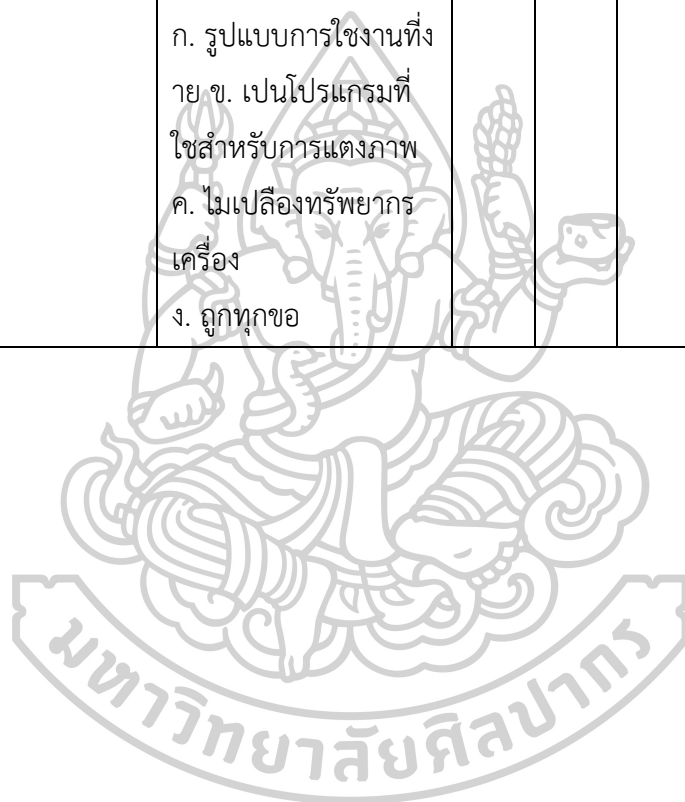 ก. รูปแบบการใชงานที่ง
าย ข. เปนโปรแกรมที่
ใชสำหรับการแตงภาพ
ค. ไมเปลืองทรัพยากร
เครื่อง
ง. ถูกทุกขอ
มหาวิทยาลัยศิลปากร